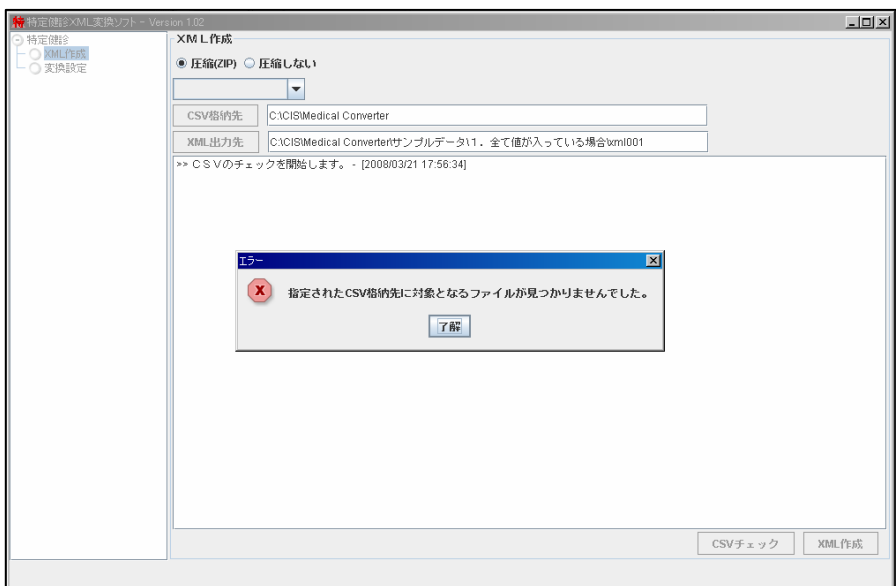 特定健診XML変換ソフト - Version 1.02
特定健診
XML作成
変換設定
XML作成
圧縮(ZIP) 圧縮しない
CSV格納先 C:\CIS\Medical Converter
XML出力先 C:\CIS\Medical Converter\サンプルデータ\1．全て値が入っている場合\xml001
>> ＣＳＶのチェックを開始します。 - [2008/03/21 17:56:34]
エラー
指定されたCSV格納先に対象となるファイルが見つかりませんでした。
了解
CSVチェック XML作成